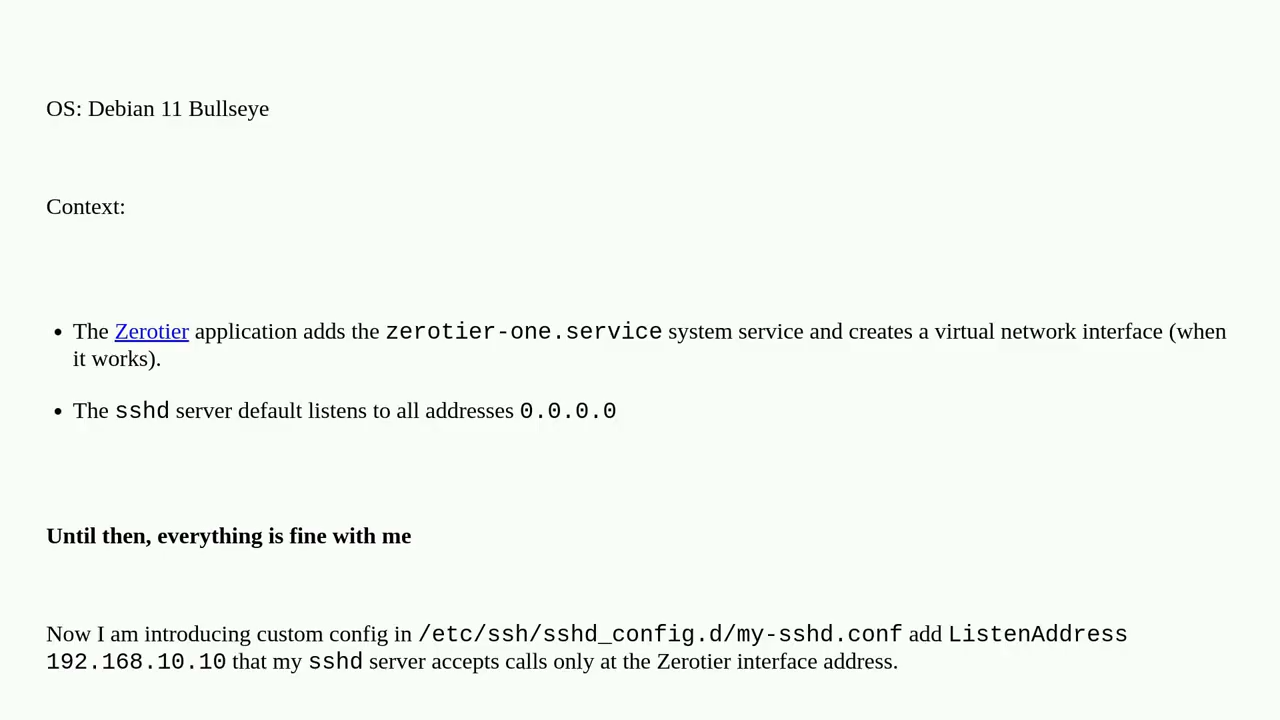 OS: Debian 11 Bullseye
Context:
• The Zerotier application adds the zerotier-one.service system service and creates a virtual network interface (when
it works).
• The sshd server default listens to all addresses 0.0.0.0
Until then, everything is fine with me
Now I am introducing custom config in /etc/ssh/sshd_config.d/my-sshd.conf add ListenAddress
192.168.10.10 that my sshd server accepts calls only at the Zerotier interface address.